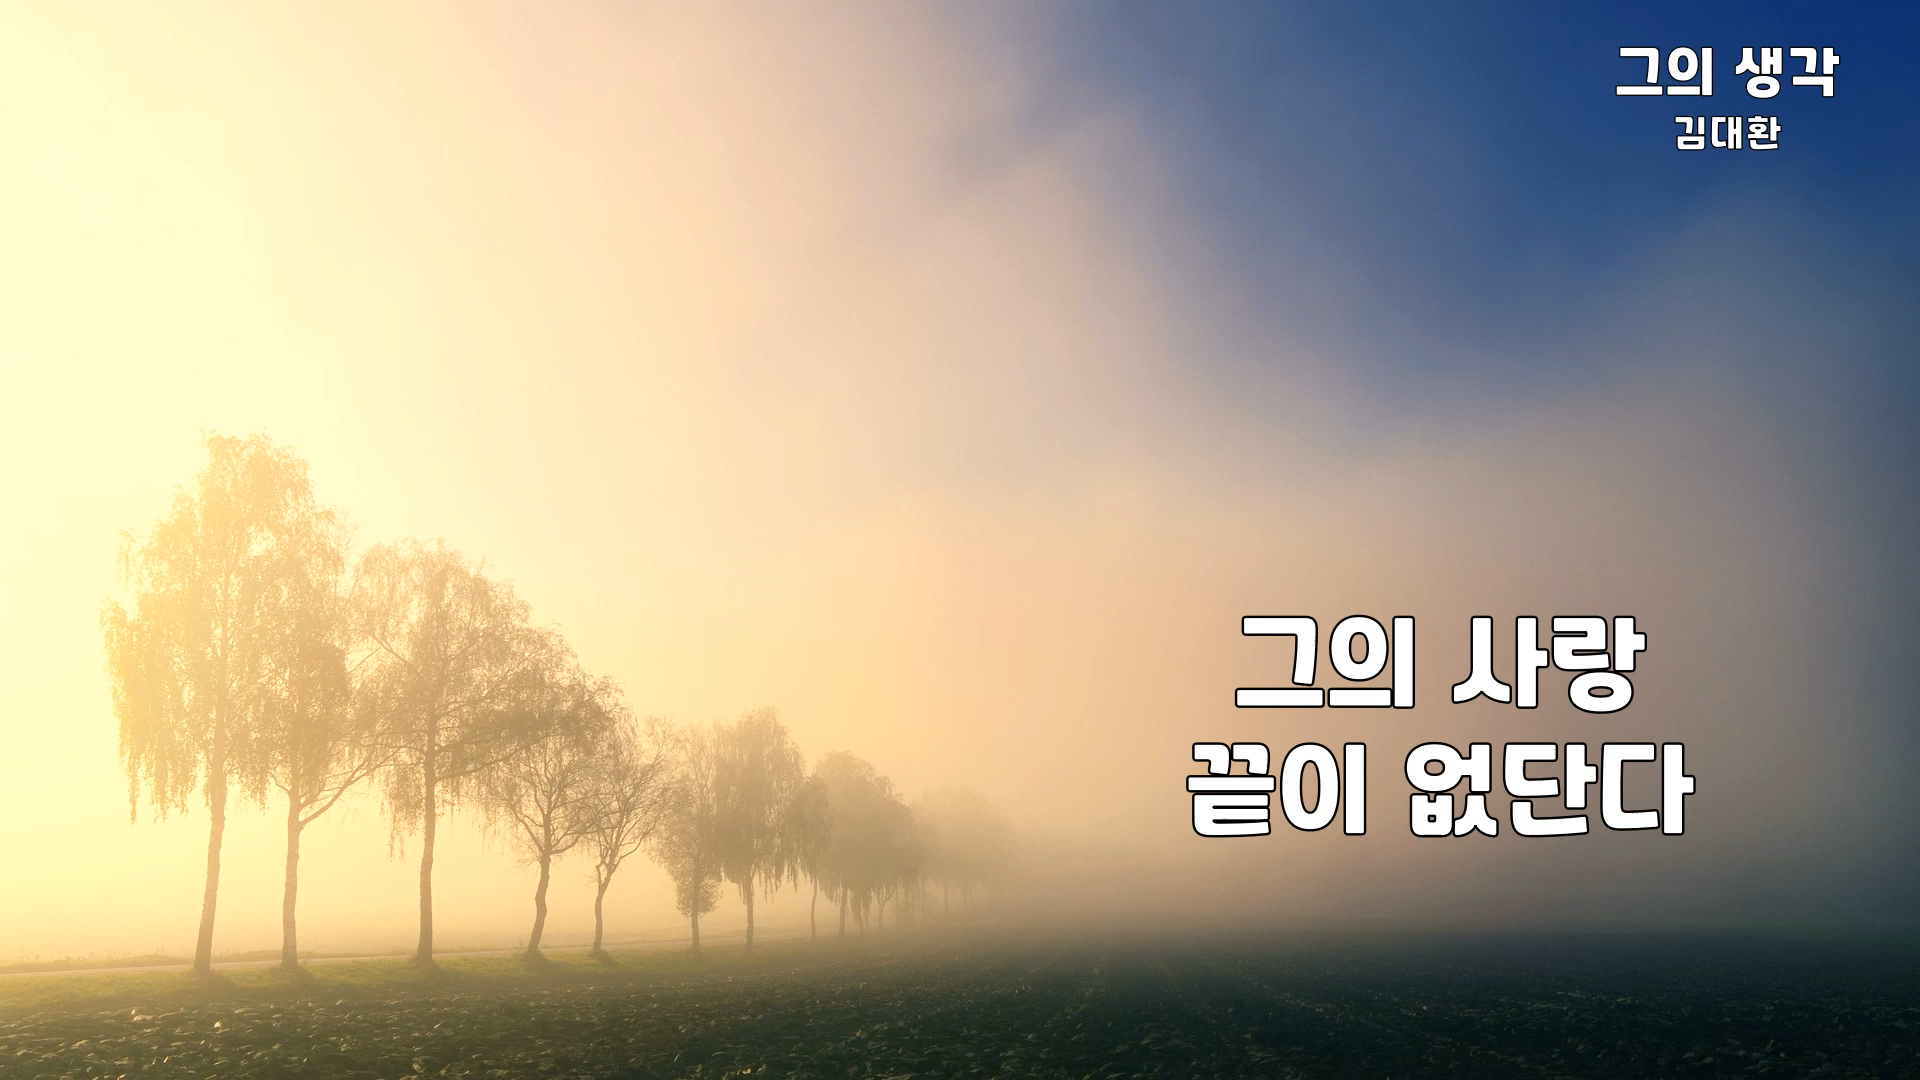 그의 생각
김대환
그의 사랑
끝이 없단다